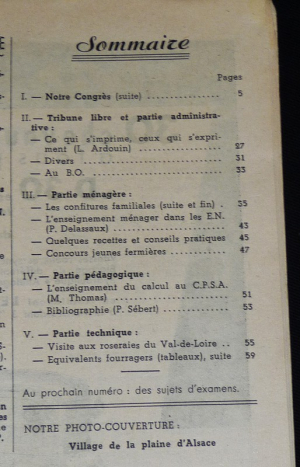 Sommaire
Pages
I. — Notre Congrès (suite) ................ 5
II. — Tribune libre et partie administra-
tive :
— Ce qui s'imprime, ceux qui s'expri-
ment (L. Ardouin) .................. 27
— Divers .............................. 31
— Au B.O. ............................ 33
III. — Partie ménagère :
— Les confitures familiales (suite et fin) . 35
— L'enseignement ménager dans les E.N.
(P. Delassaux) ........................ 43
— Quelques recettes et conseils pratiques 45
— Concours jeunes fermières ............ 47
IV. — Partie pédagogique :
— L'enseignement du calcul au C.P.S.A.
(M. Thomas) ........................ 51
— Bibliographie (P. Sébert) .............. 53
V. — Partie technique :
— Visite aux roseraies du Val-de-Loire .. 55
— Equivalents fourragers (tableaux), suite 59
Au prochain numéro : des sujets d'examens.
NOTRE PHOTO-COUVERTURE :
Village de la plaine d'Alsace